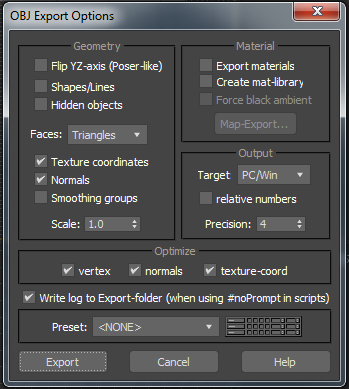 OBJ Export Options
Geometry
Flip YZ-axis (Poser-like)
Shapes/Lines
Hidden objects
Faces: Triangles
Texture coordinates
Normals
Smoothing groups
Scale: 1.0
Material
Export materials
Create mat-library
Force black ambient
Map-Export...
Output
Target PC/Win
relative numbers
Precision: 4
Optimize
vertex normals texture-coord
Write log to Export-folder (when using #noPrompt in scripts)
Preset: <NONE>
Export Cancel Help